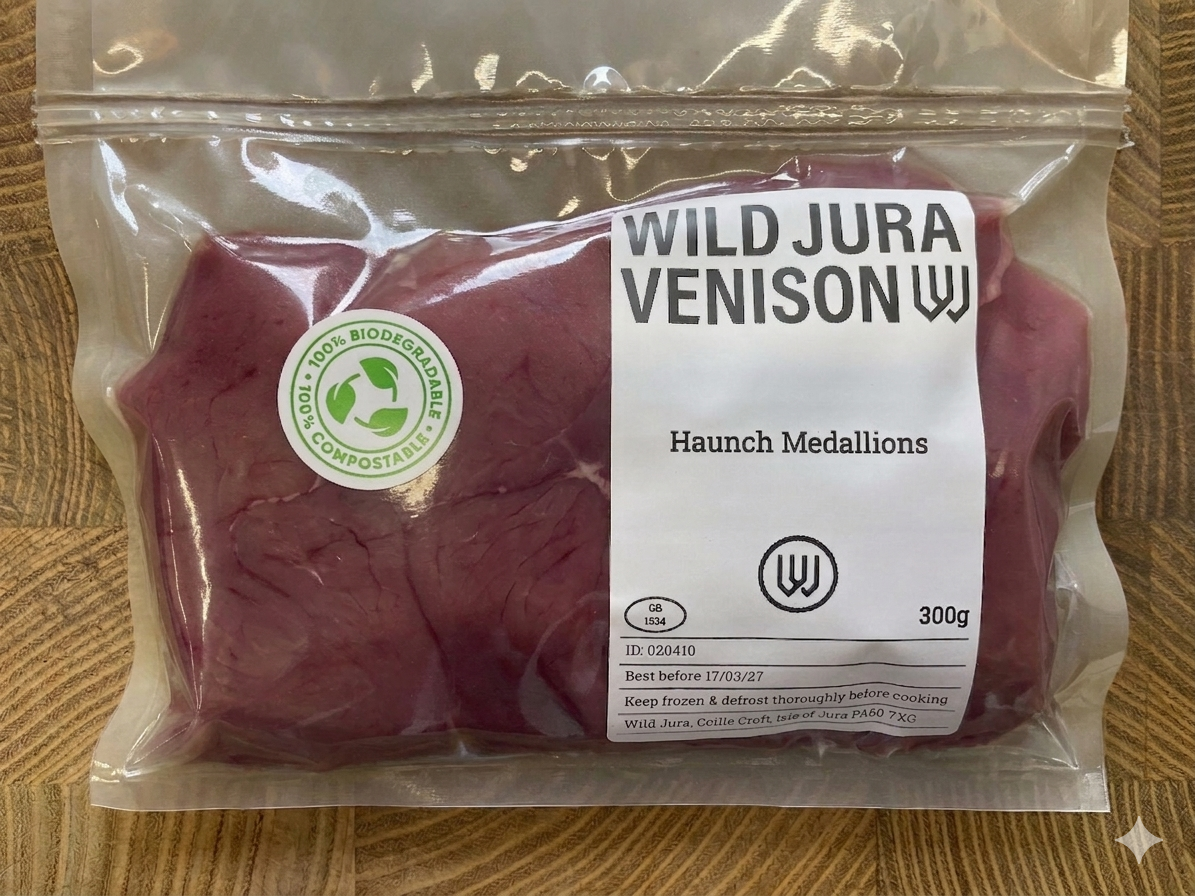 100% BIODEGRADABLE •
100% COMPOSTABLE •
WILD JURA
VENISON
Haunch Medallions
GB
1534
300g
ID: 020410
Best before 17/03/27
Keep frozen & defrost thoroughly before cooking
Wild Jura, Coille Croft, Isle of Jura PA60 7XG